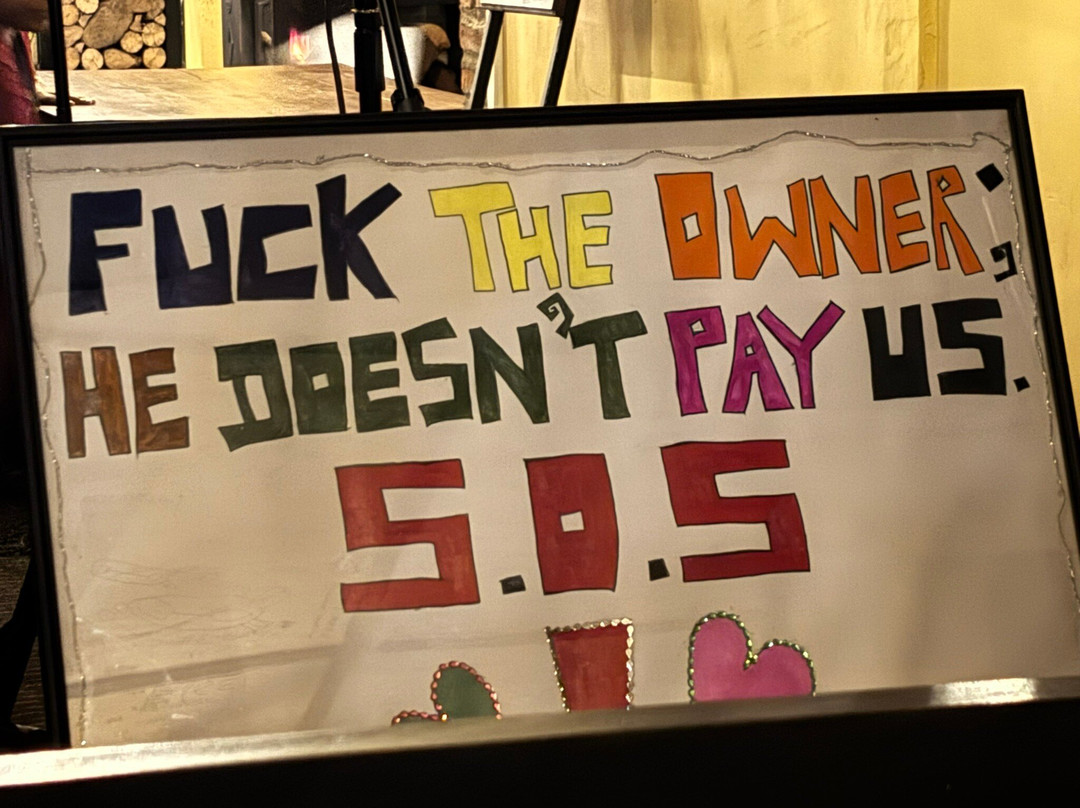 FUCK THE OWNER;
HE DOESN'T PAY US.
S.O.S